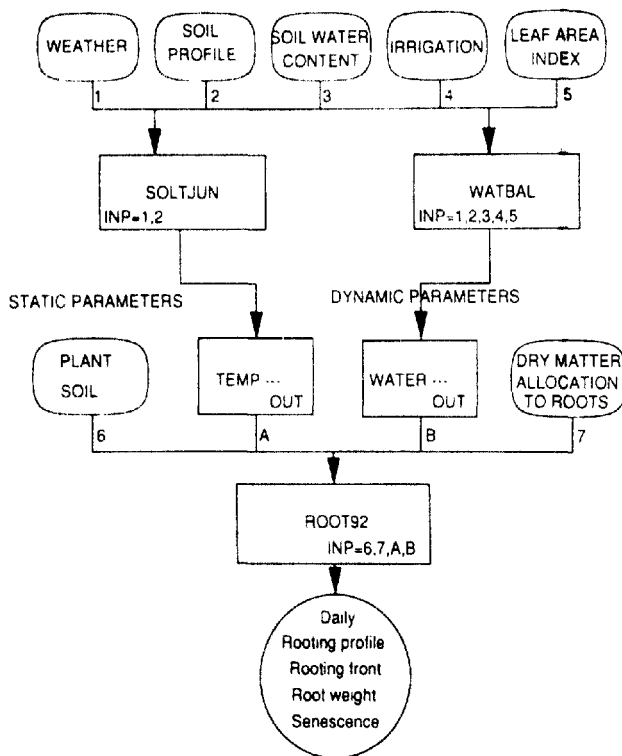 WEATHER
SOIL
PROFILE
SOIL WATER
CONTENT
IRRIGATION
LEAF AREA
INDEX
1
2
3
4
5
SOLTJUN
INP=1,2
WATBAL
INP=1,2,3,4,5
STATIC PARAMETERS
DYNAMIC PARAMETERS
PLANT
SOIL
TEMP ...
OUT
WATER ...
OUT
DRY MATTER
ALLOCATION
TO ROOTS
6
A
B
7
ROOT92
INP=6,7,A,B
Daily
Rooting profile
Rooting front
Root weight
Senescence